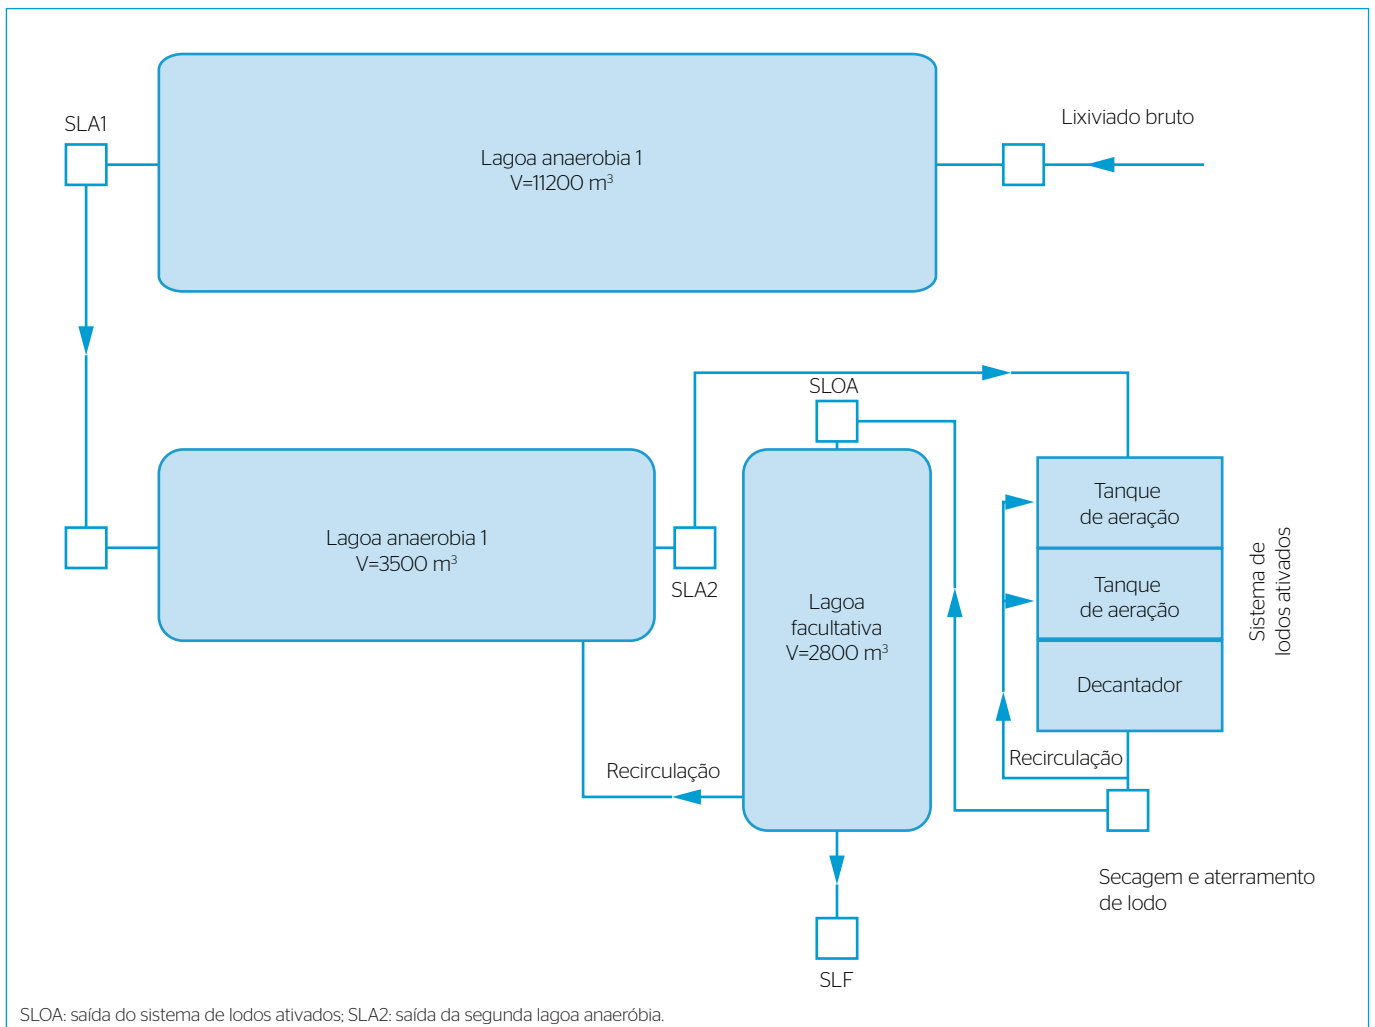 Lixiviado bruto
SLA1
Lagoa anaerobia 1
V=11200 m³
SLOA
Lagoa anaerobia 1
V=3500 m³
SLA2
Lagoa
facultativa
V=2800 m³
Tanque
de aeração
Tanque
de aeração
Decantador
Sistema de
lodos ativados
Recirculação
Recirculação
Secagem e aterramento
de lodo
SLF
SLOA: saída do sistema de lodos ativados; SLA2: saída da segunda lagoa anaeróbia.